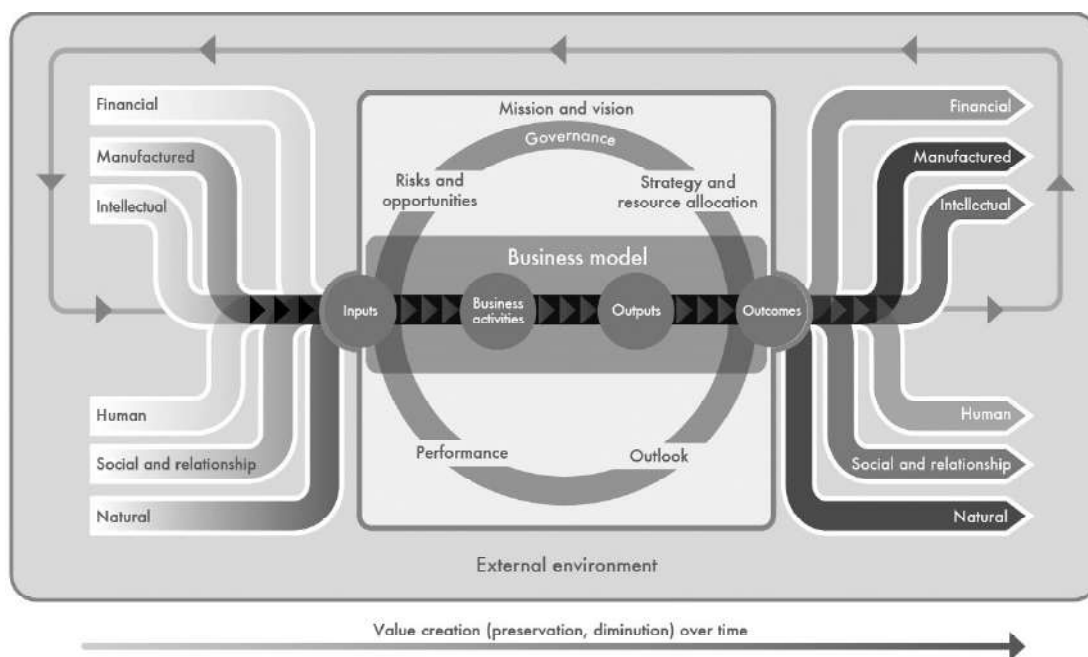 Financial
Manufactured
Intellectual
Human
Social and relationship
Natural
Mission and vision
Governance
Risks and
opportunities
Strategy and
resource allocation
Business model
Inputs
Business
activities
Outputs
Outcomes
Performance
Outlook
Financial
Manufactured
Intellectual
Human
Social and relationship
Natural
External environment
Value creation (preservation, diminution) over time